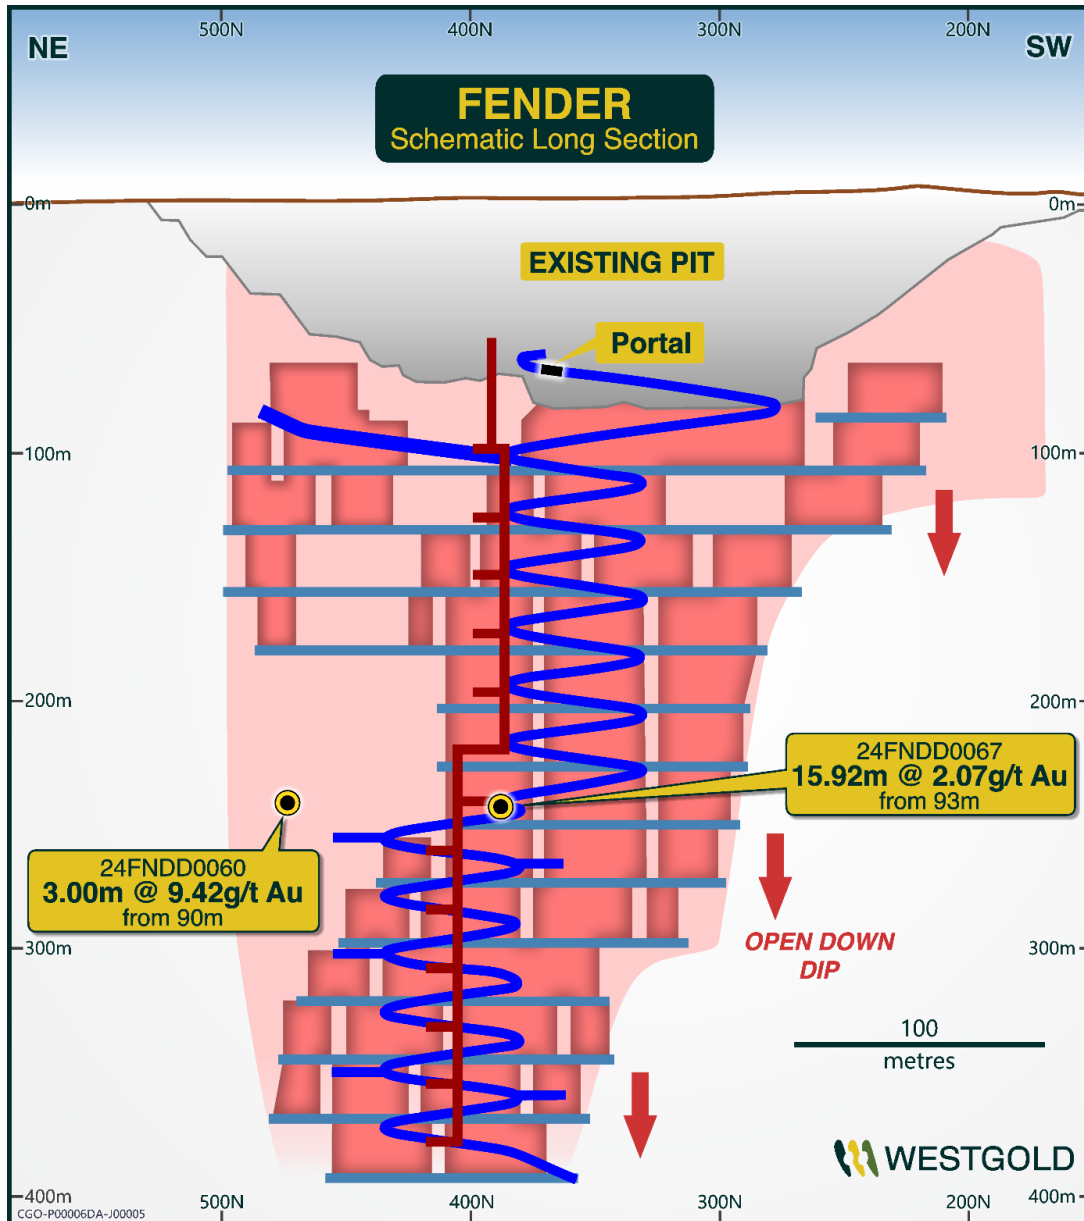 500N 400N 300N 200N
NE SW
FENDER
Schematic Long Section
0m 0m
EXISTING PIT
Portal
100m 100m
200m 200m
24FNDD0067
15.92m @ 2.07g/t Au
from 93m
24FNDD0060
3.00m @ 9.42g/t Au
from 90m
OPEN DOWN
DIP
300m 300m
100
metres
WESTGOLD
400m 400m
500N 400N 300N 200N
CGO-P00006DA-J00005